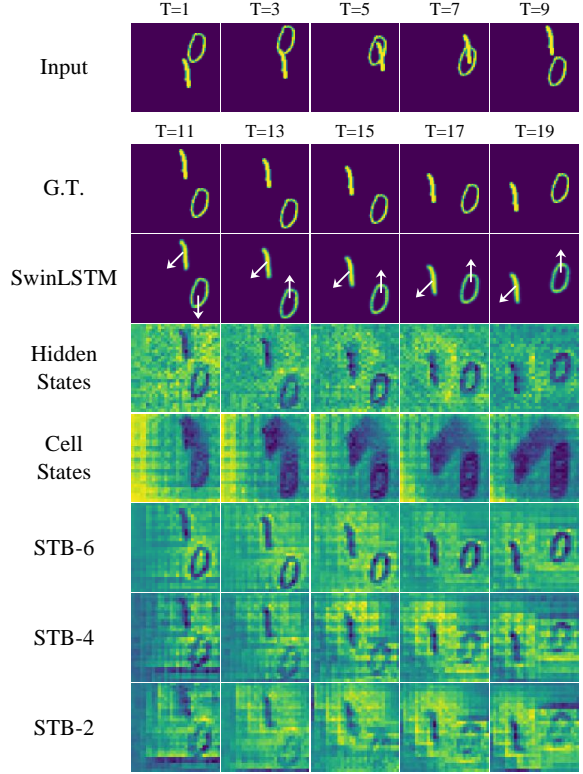 T=1 T=3 T=5 T=7 T=9
Input
T=11 T=13 T=15 T=17 T=19
G.T.
SwinLSTM
Hidden
States
Cell
States
STB-6
STB-4
STB-2